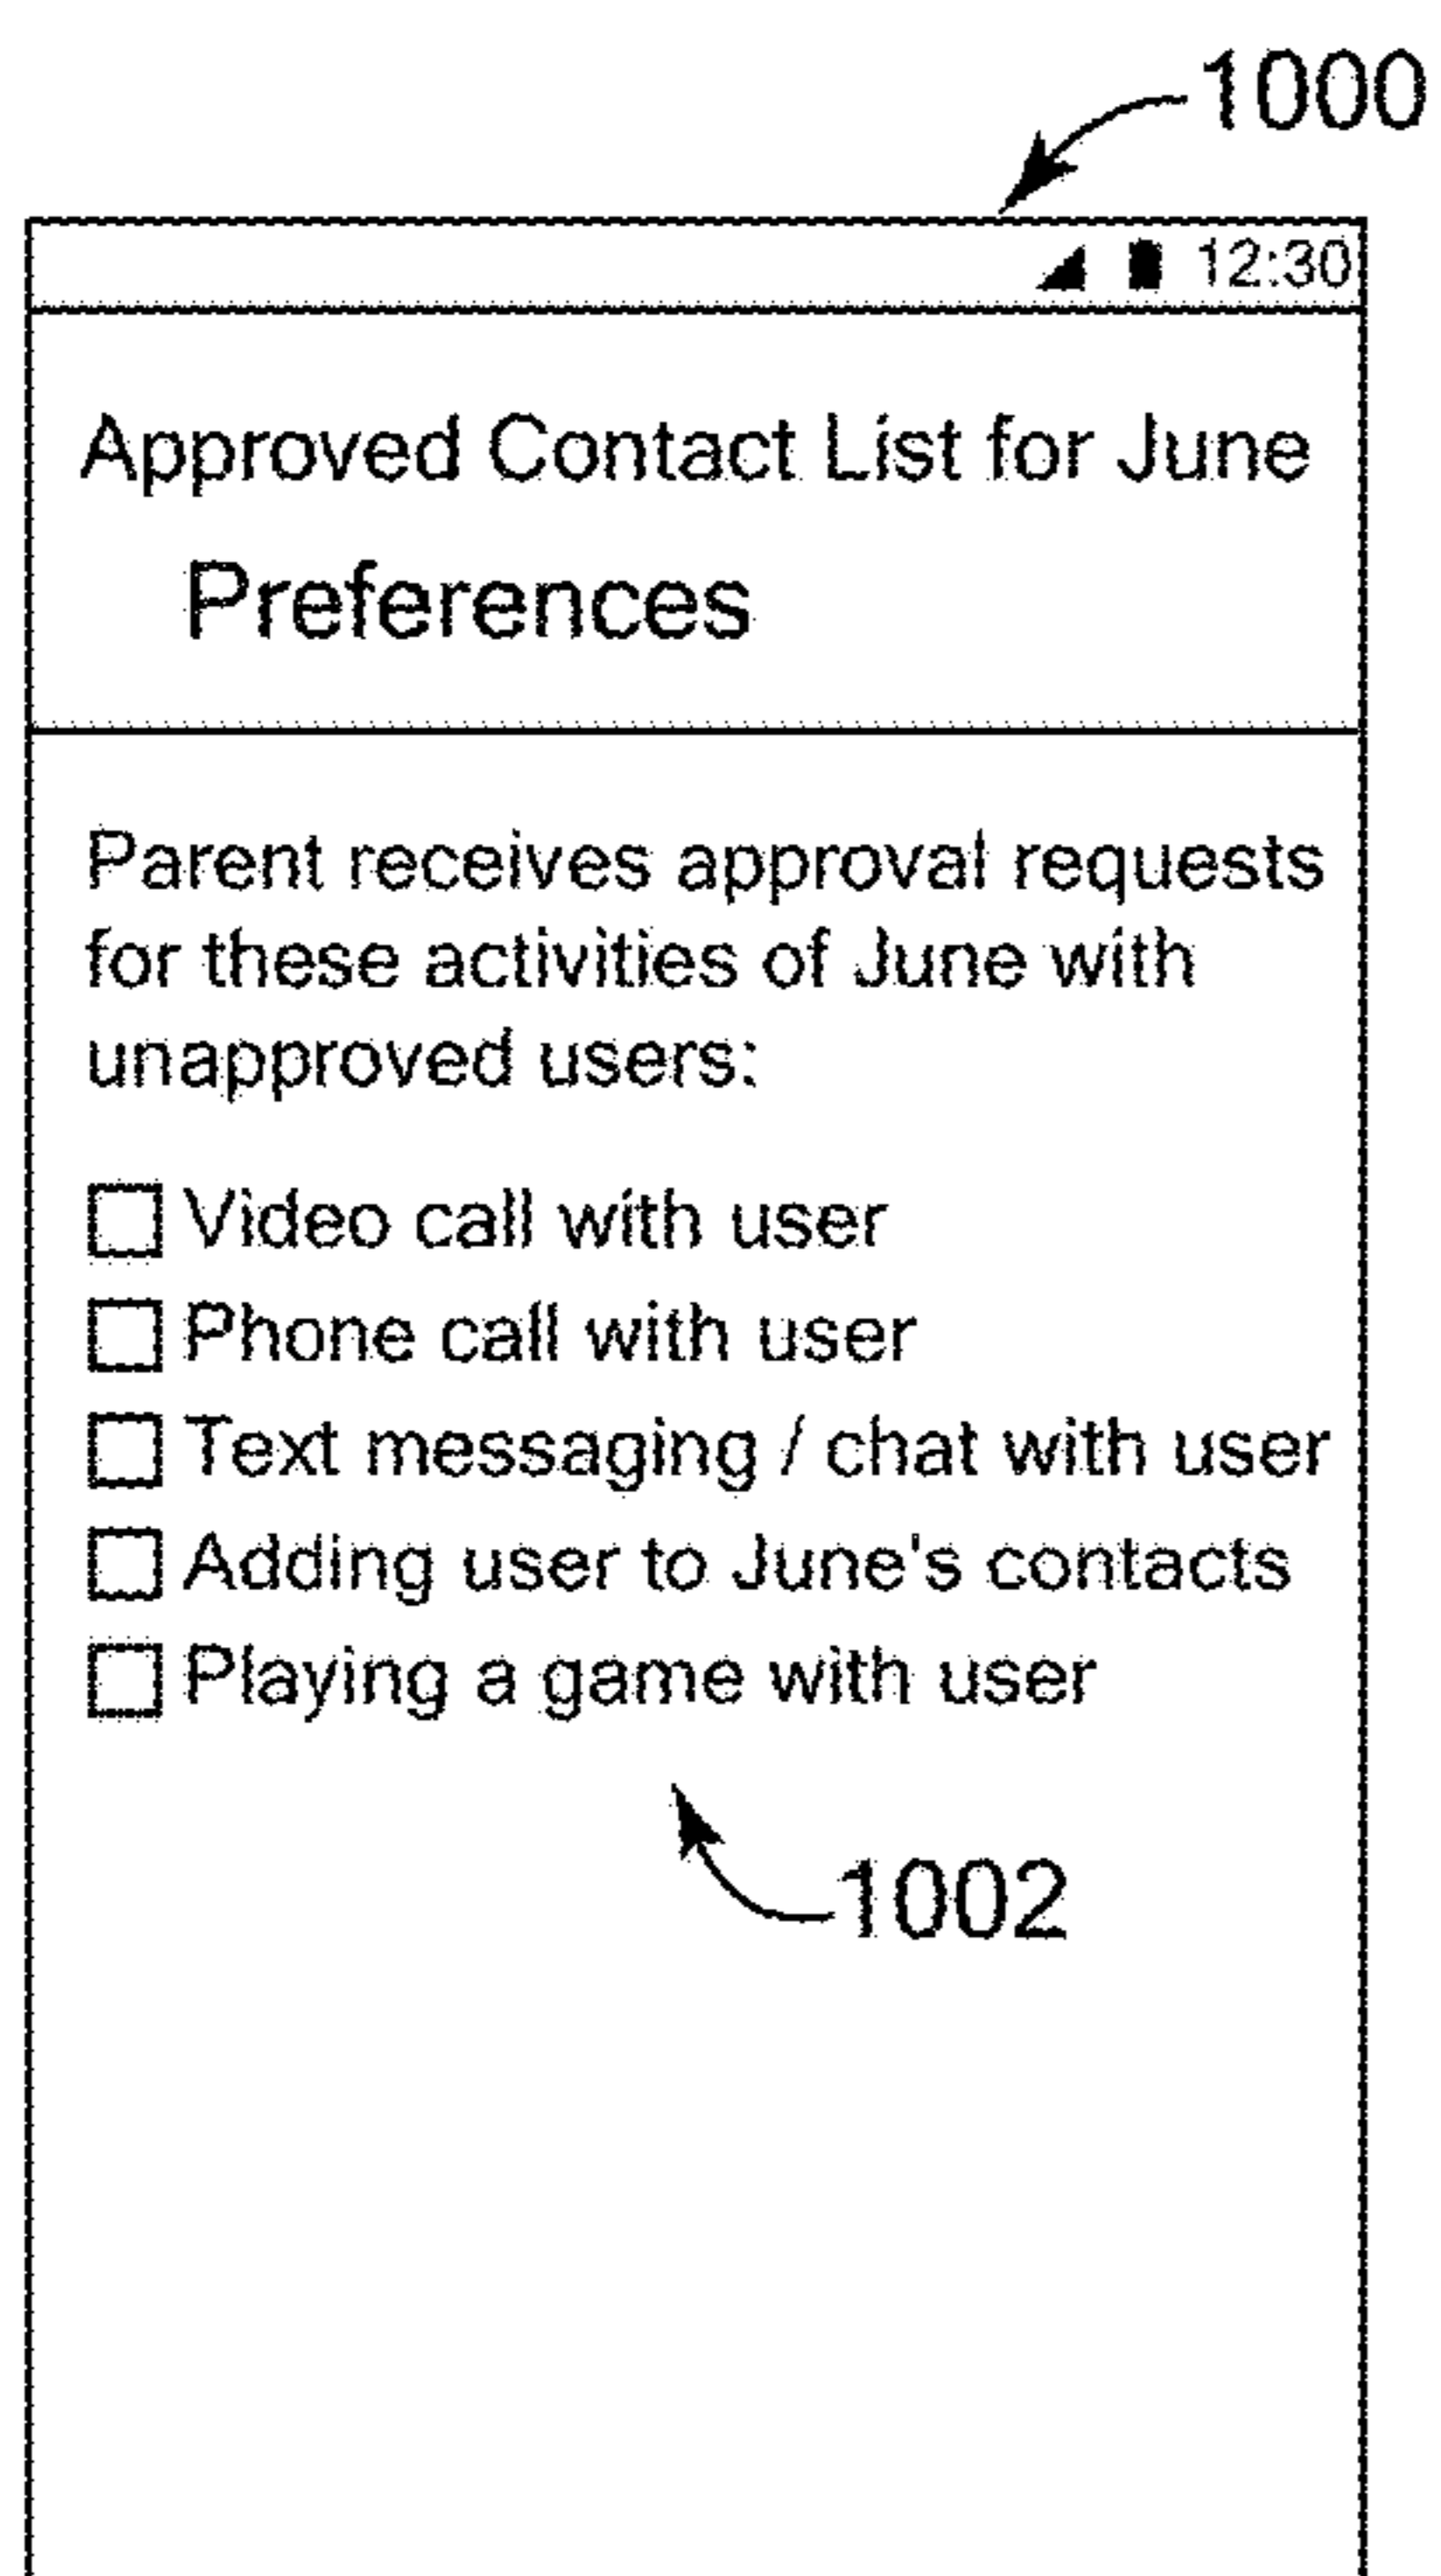 1000
12:30
Approved Contact List for June
Preferences
Parent receives approval requests
for these activities of June with
unapproved users:
Video call with user
Phone call with user
Text messaging / chat with user
Adding user to June's contacts
Playing a game with user
1002